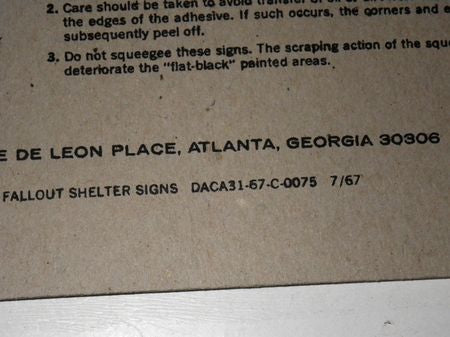 2. Care should be taken to avoid transfer of
the edges of the adhesive. If such occurs, the corners and
subsequently peel off.
3. Do not squeegee these signs. The scraping action of the
deteriorate the "flat-black" painted areas.
DE LEON PLACE, ATLANTA, GEORGIA 30306
FALLOUT SHELTER SIGNS DACA31-67-C-0075 7/67